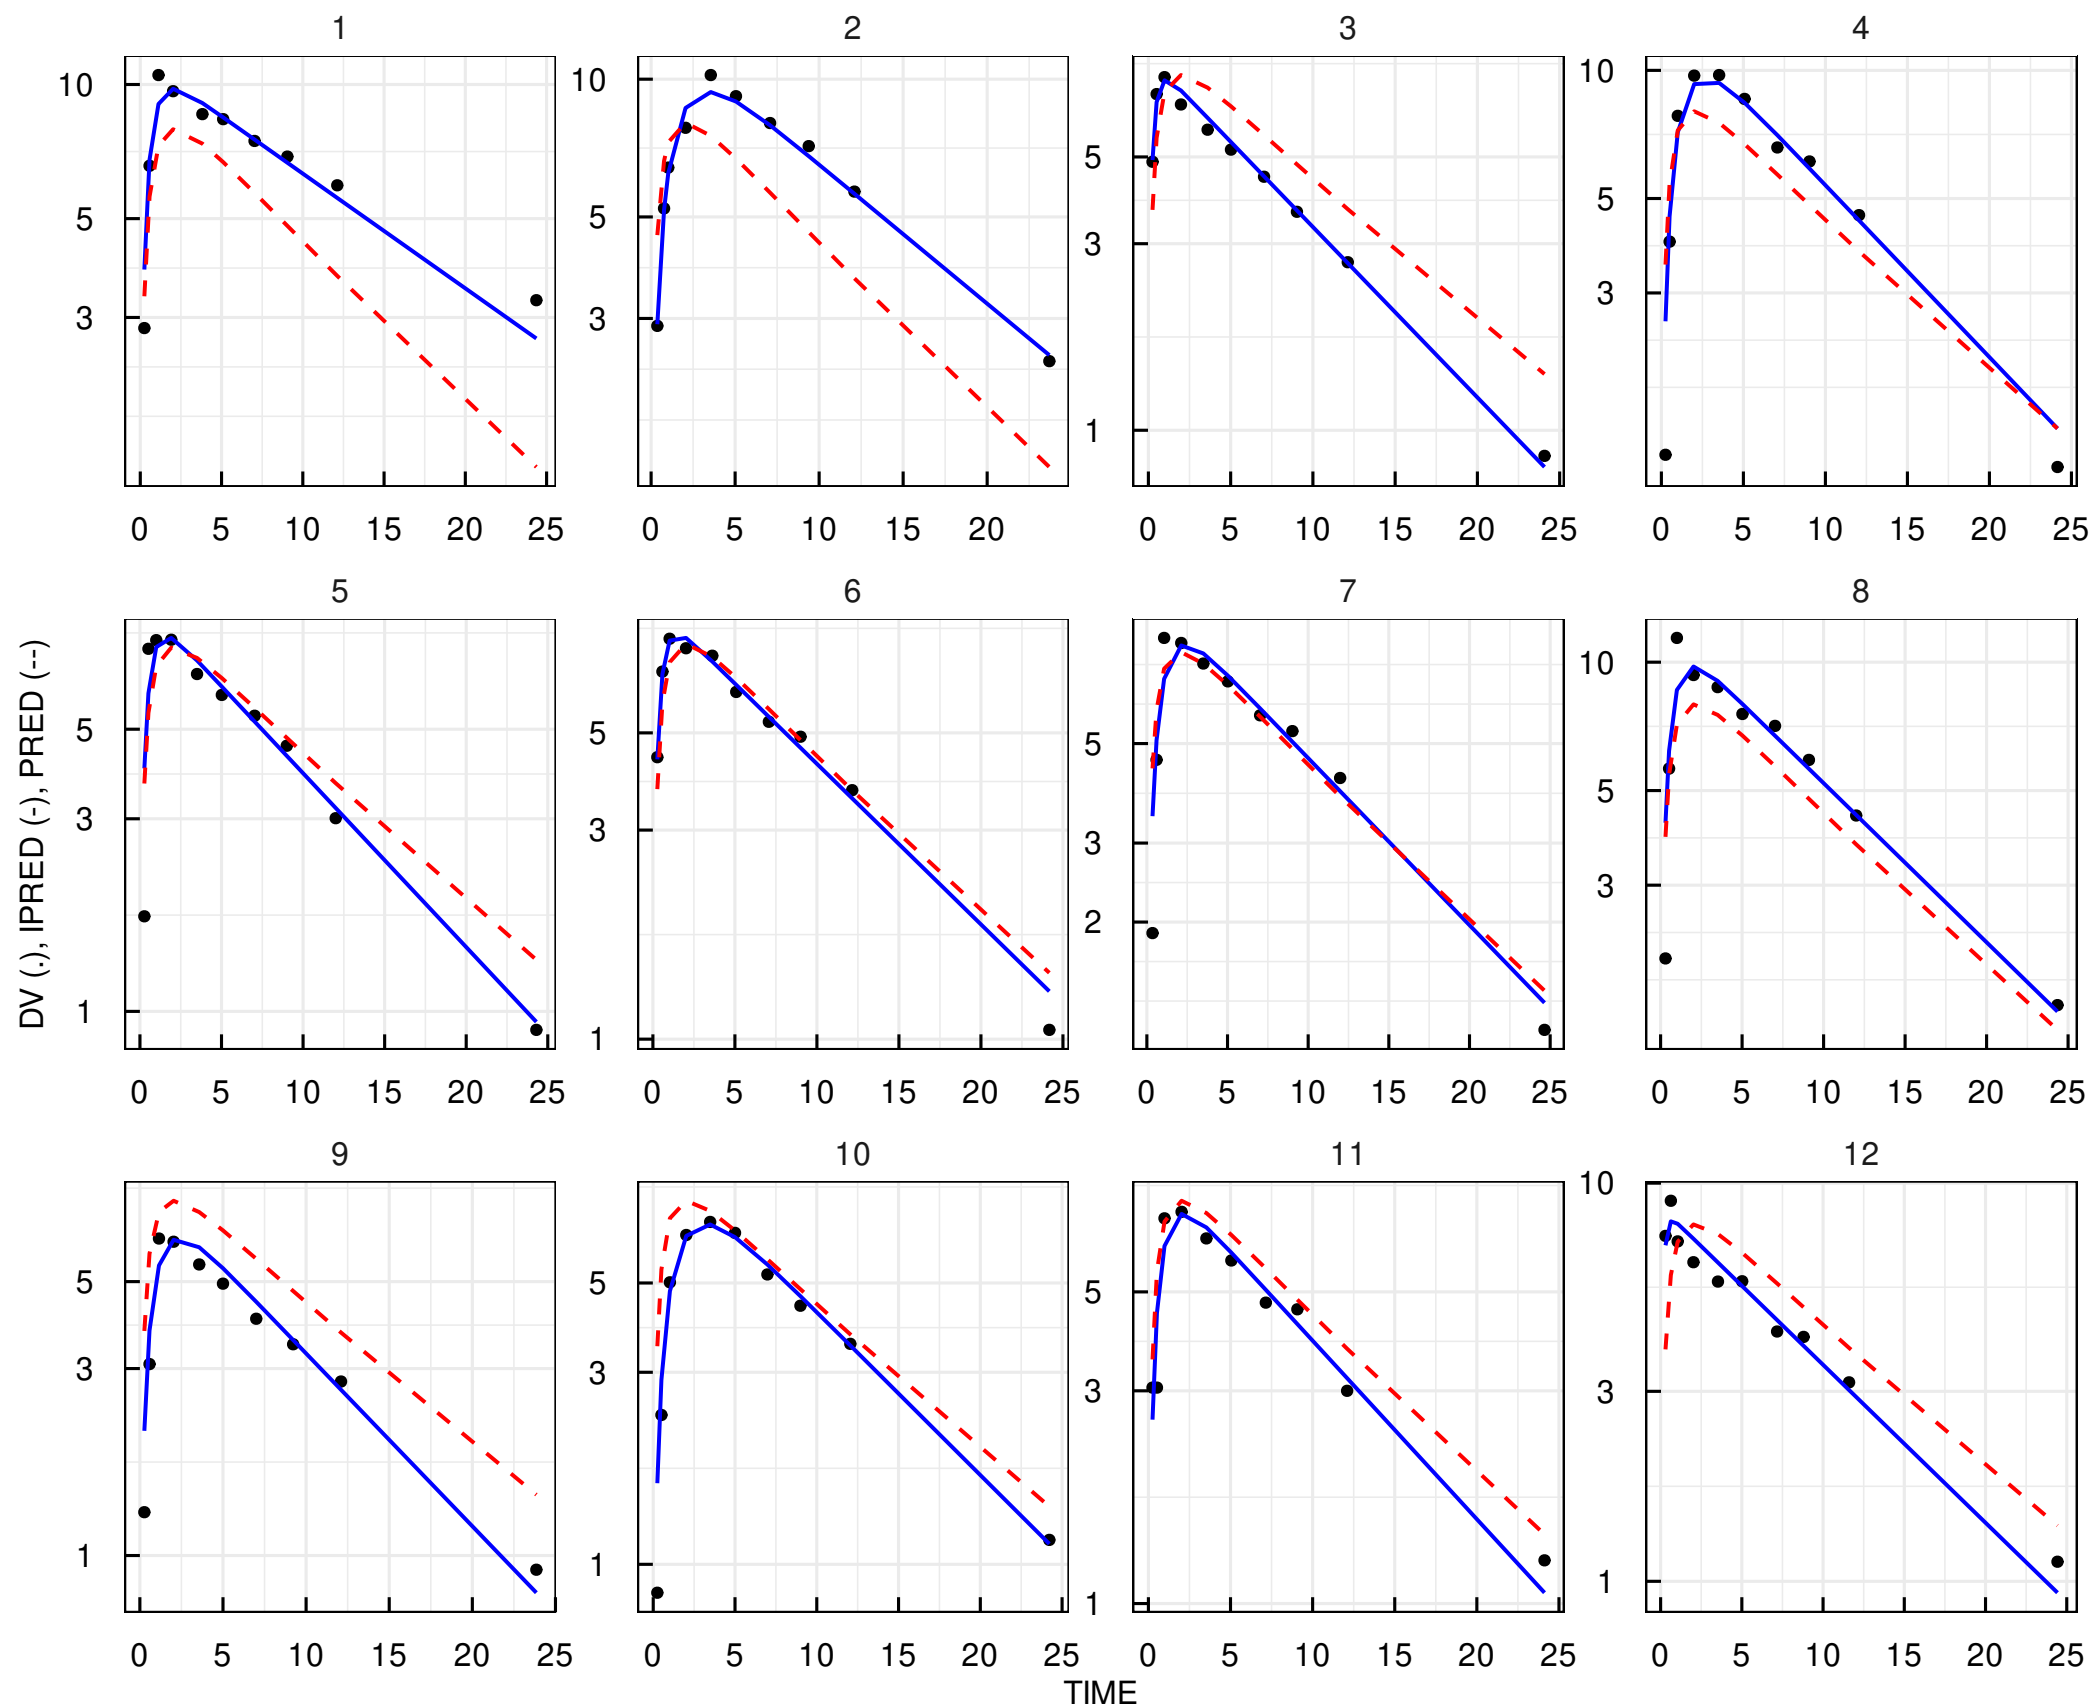 1 2 3 4
10 10 5 10
5 5 3 5
3 3 1 3
0 5 10 15 20 25 0 5 10 15 20 0 5 10 15 20 25 0 5 10 15 20 25
5 6 7 8
5 5 5 10
3 3 3 5
1 1 2 3
0 5 10 15 20 25 0 5 10 15 20 25 0 5 10 15 20 25 0 5 10 15 20 25
9 10 11 12
5 5 5 10
3 3 3 3
1 1 1 1
0 5 10 15 20 25 0 5 10 15 20 25 0 5 10 15 20 25 0 5 10 15 20 25
TIME
DV (.), IPRED (-), PRED (--)